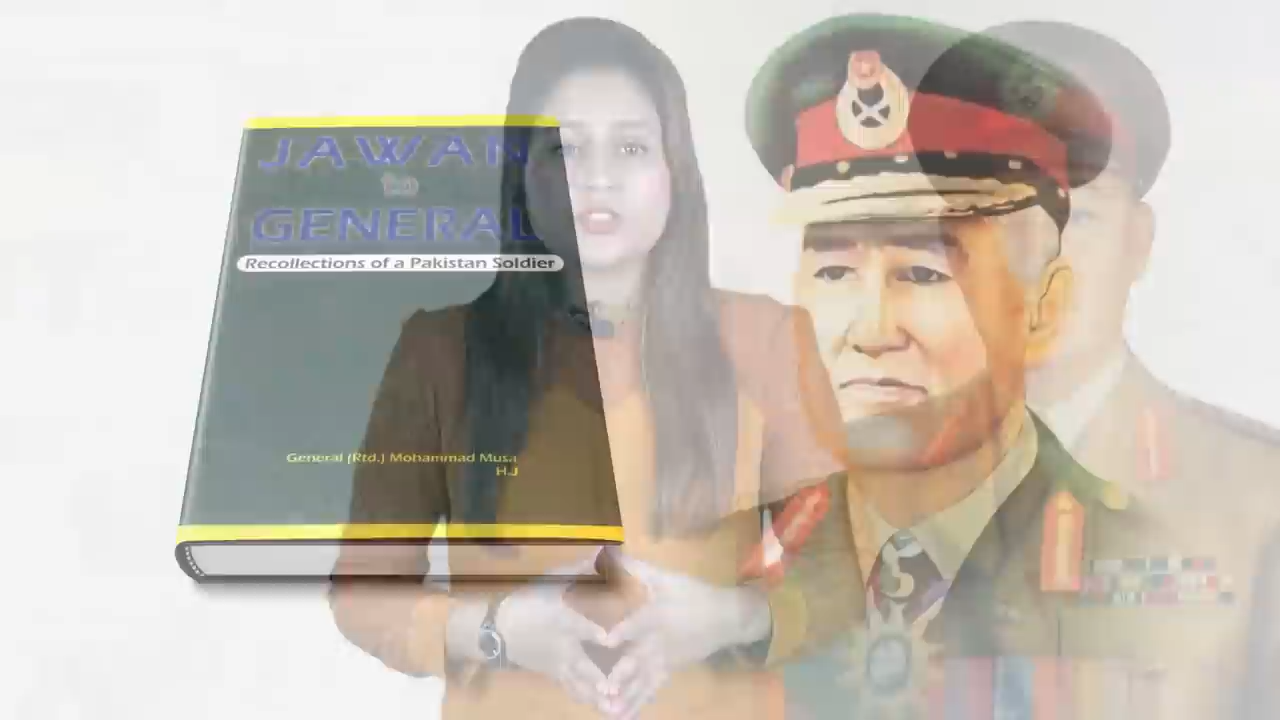 JAWAN
to
GENERAL
Recollections of a Pakistan Soldier
General (Rtd.) Mohammad Musa
H.J